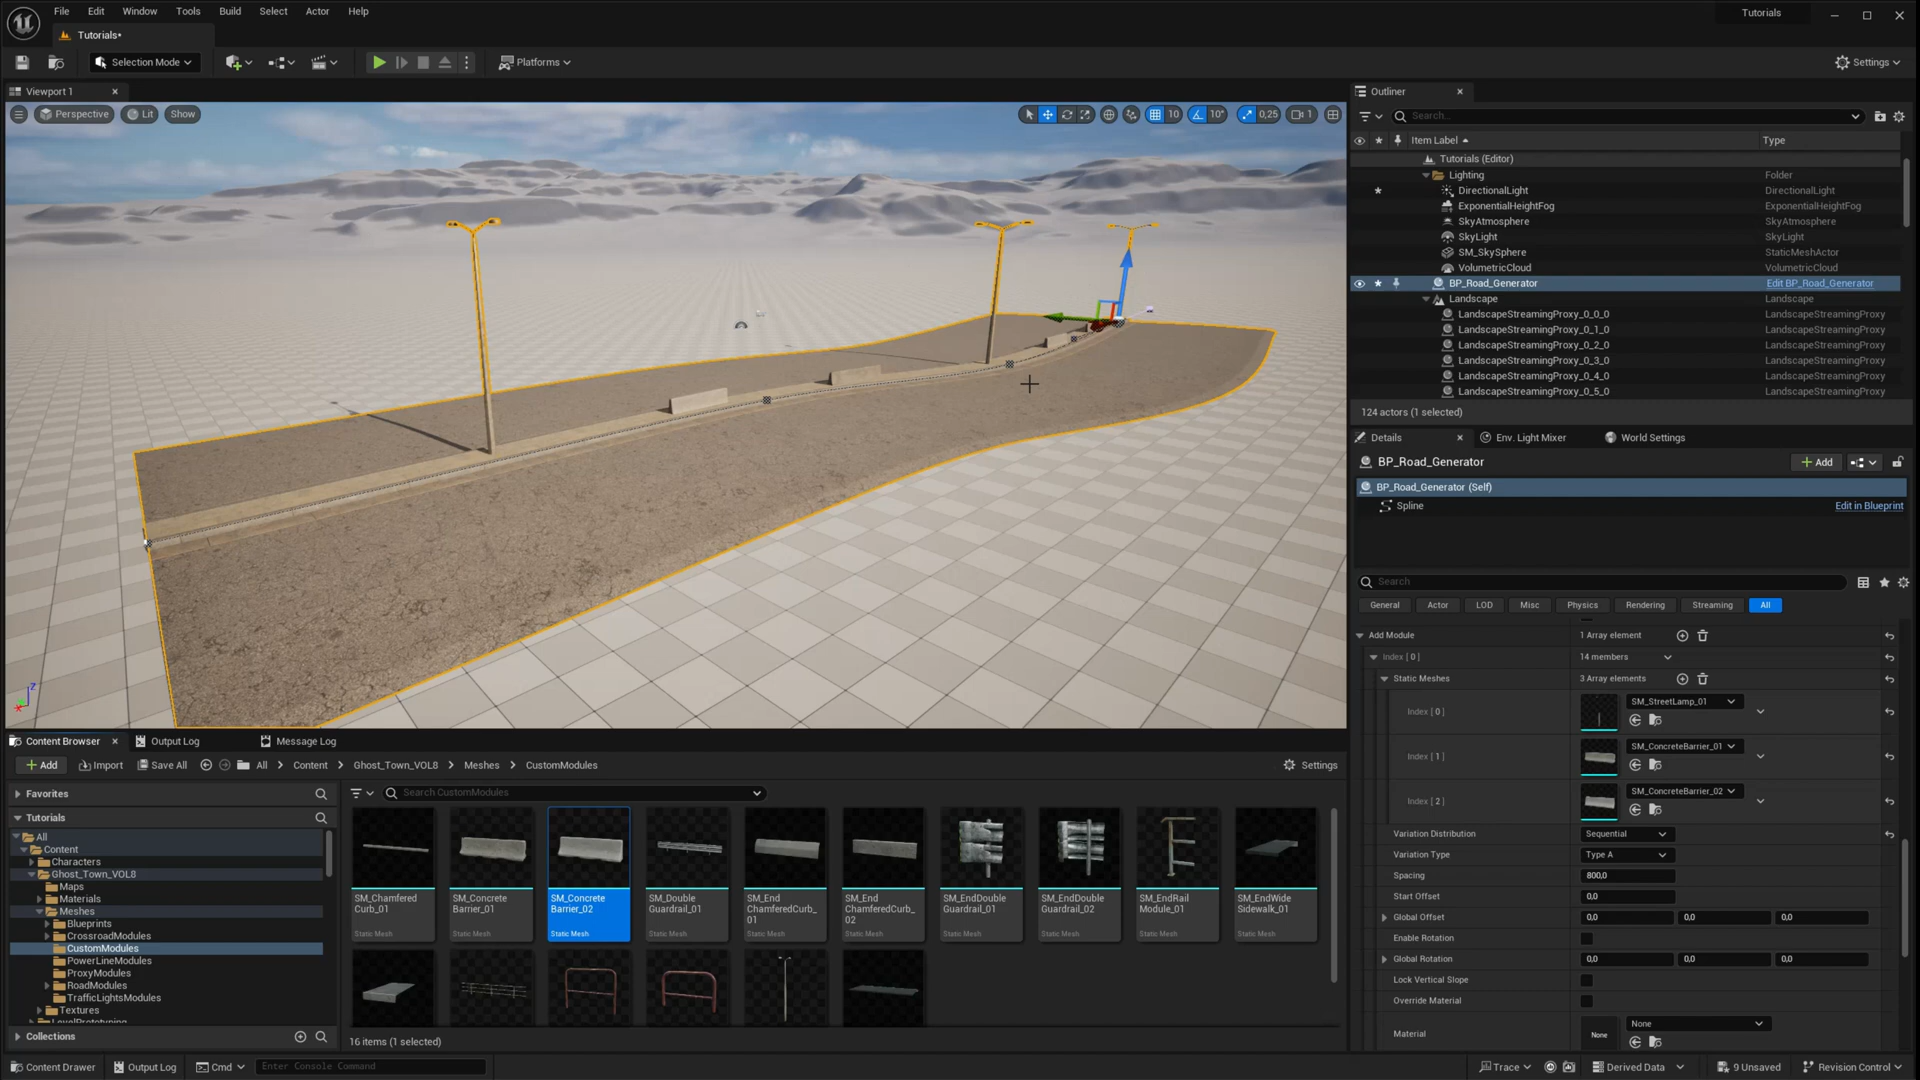 File Edit Window Tools Build Select Actor Help
Tutorials
Tutorials•
Selection Mode
Platforms
Settings
Viewport 1
Perspective
Lit
Show
10
10°
0,25
1
Outliner
Search...
Item Label
Type
Tutorials (Editor)
Lighting Folder
DirectionalLight DirectionalLight
ExponentialHeightFog ExponentialHeightFog
SkyAtmosphere SkyAtmosphere
SkyLight SkyLight
SM_SkySphere StaticMeshActor
VolumetricCloud VolumetricCloud
BP_Road_Generator Edit BP_Road_Generator
Landscape Landscape
LandscapeStreamingProxy_0_0_0 LandscapeStreamingProxy
LandscapeStreamingProxy_0_1_0 LandscapeStreamingProxy
LandscapeStreamingProxy_0_2_0 LandscapeStreamingProxy
LandscapeStreamingProxy_0_3_0 LandscapeStreamingProxy
LandscapeStreamingProxy_0_4_0 LandscapeStreamingProxy
LandscapeStreamingProxy_0_5_0 LandscapeStreamingProxy
124 actors (1 selected)
Details
Env. Light Mixer
World Settings
BP_Road_Generator
Add
BP_Road_Generator (Self)
Spline
Edit in Blueprint
Search
General Actor LOD Misc Physics Rendering Streaming All
Add Module 1 Array element
Index [ 0 ] 14 members
Static Meshes 3 Array elements
Index [ 0 ] SM_StreetLamp_01
Index [ 1 ] SM_ConcreteBarrier_01
Index [ 2 ] SM_ConcreteBarrier_02
Variation Distribution Sequential
Variation Type Type A
Spacing 800,0
Start Offset 0,0
Global Offset 0,0 0,0 0,0
Enable Rotation
Global Rotation 0,0 0,0 0,0
Lock Vertical Slope
Override Material
Material None None
Content Browser
Output Log
Message Log
Add
Import
Save All
All Content Ghost_Town_VOL8 Meshes CustomModules
Settings
Favorites
Tutorials
All
Content
Characters
Ghost_Town_VOL8
Maps
Materials
Meshes
Blueprints
CrossroadModules
CustomModules
PowerLineModules
ProxyModules
RoadModules
TrafficLightsModules
Textures
LevelPrototyping
Collections
Search CustomModules
SM_Chamfered Curb_01
SM_Concrete Barrier_01 Static Mesh
SM_Concrete Barrier_02 Static Mesh
SM_Double Guardrail_01 Static Mesh
SM_End ChamferedCurb_ 01 Static Mesh
SM_End ChamferedCurb_ 02 Static Mesh
SM_EndDouble Guardrail_01 Static Mesh
SM_EndDouble Guardrail_02 Static Mesh
SM_EndRail Module_01 Static Mesh
SM_EndWide Sidewalk_01 Static Mesh
Static Mesh
16 items (1 selected)
Content Drawer
Output Log
Cmd
Enter Console Command
Trace
Derived Data
9 Unsaved
Revision Control